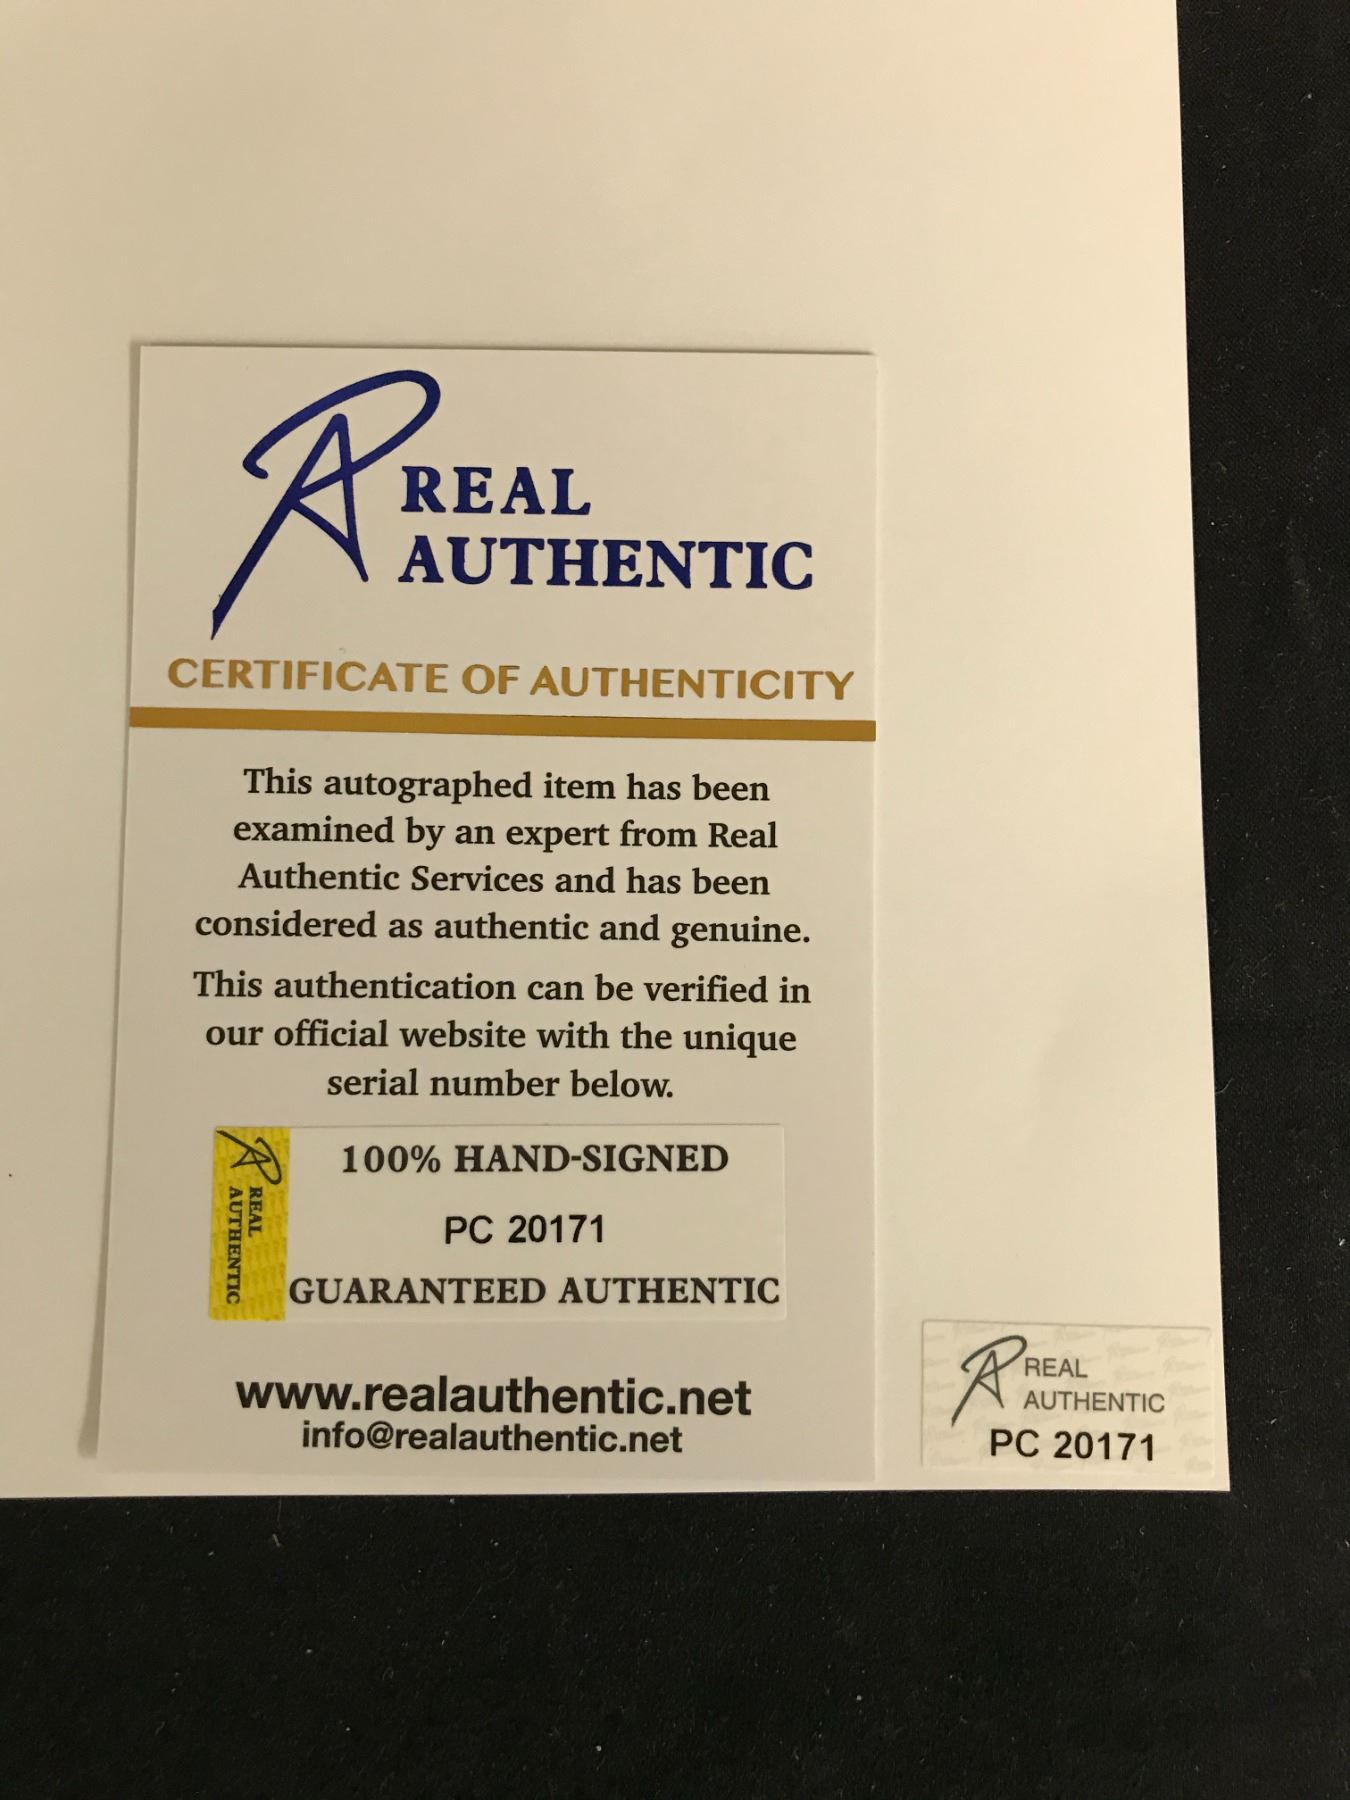 REAL
AUTHENTIC
CERTIFICATE OF AUTHENTICITY
This autographed item has been
examined by an expert from Real
Authentic Services and has been
considered as authentic and genuine.
This authentication can be verified in
our official website with the unique
serial number below.
REAL
AUTHENTIC
100% HAND-SIGNED
PC 20171
GUARANTEED AUTHENTIC
www.realauthentic.net
info@realauthentic.net
REAL
AUTHENTIC
PC 20171